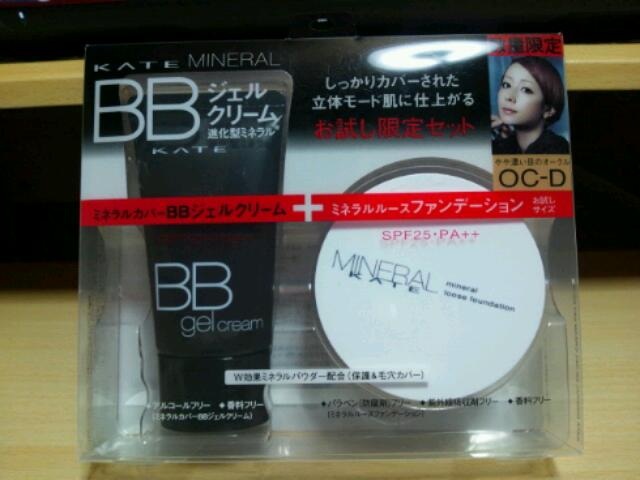 KATE MINERAL
BB ジェル
クリーム
進化型ミネラル
KATE
しっかりカバーされた
立体モード肌に仕上がる
お試し限定セット
数量限定
やや濃い目のオークル
OC-D
ミネラルカバーBBジェルクリーム + ミネラルルースファンデーション お試しサイズ
SPF25・PA++
MINERAL
KATE
mineral
loose foundation
BB
gel cream
W効果ミネラルパウダー配合(保護&毛穴カバー)
◆アルコールフリー ◆香料フリー
(ミネラルカバーBBジェルクリーム)
◆パラベン(防腐剤)フリー ◆紫外線吸収剤フリー ◆香料フリー
(ミネラルルースファンデーション)